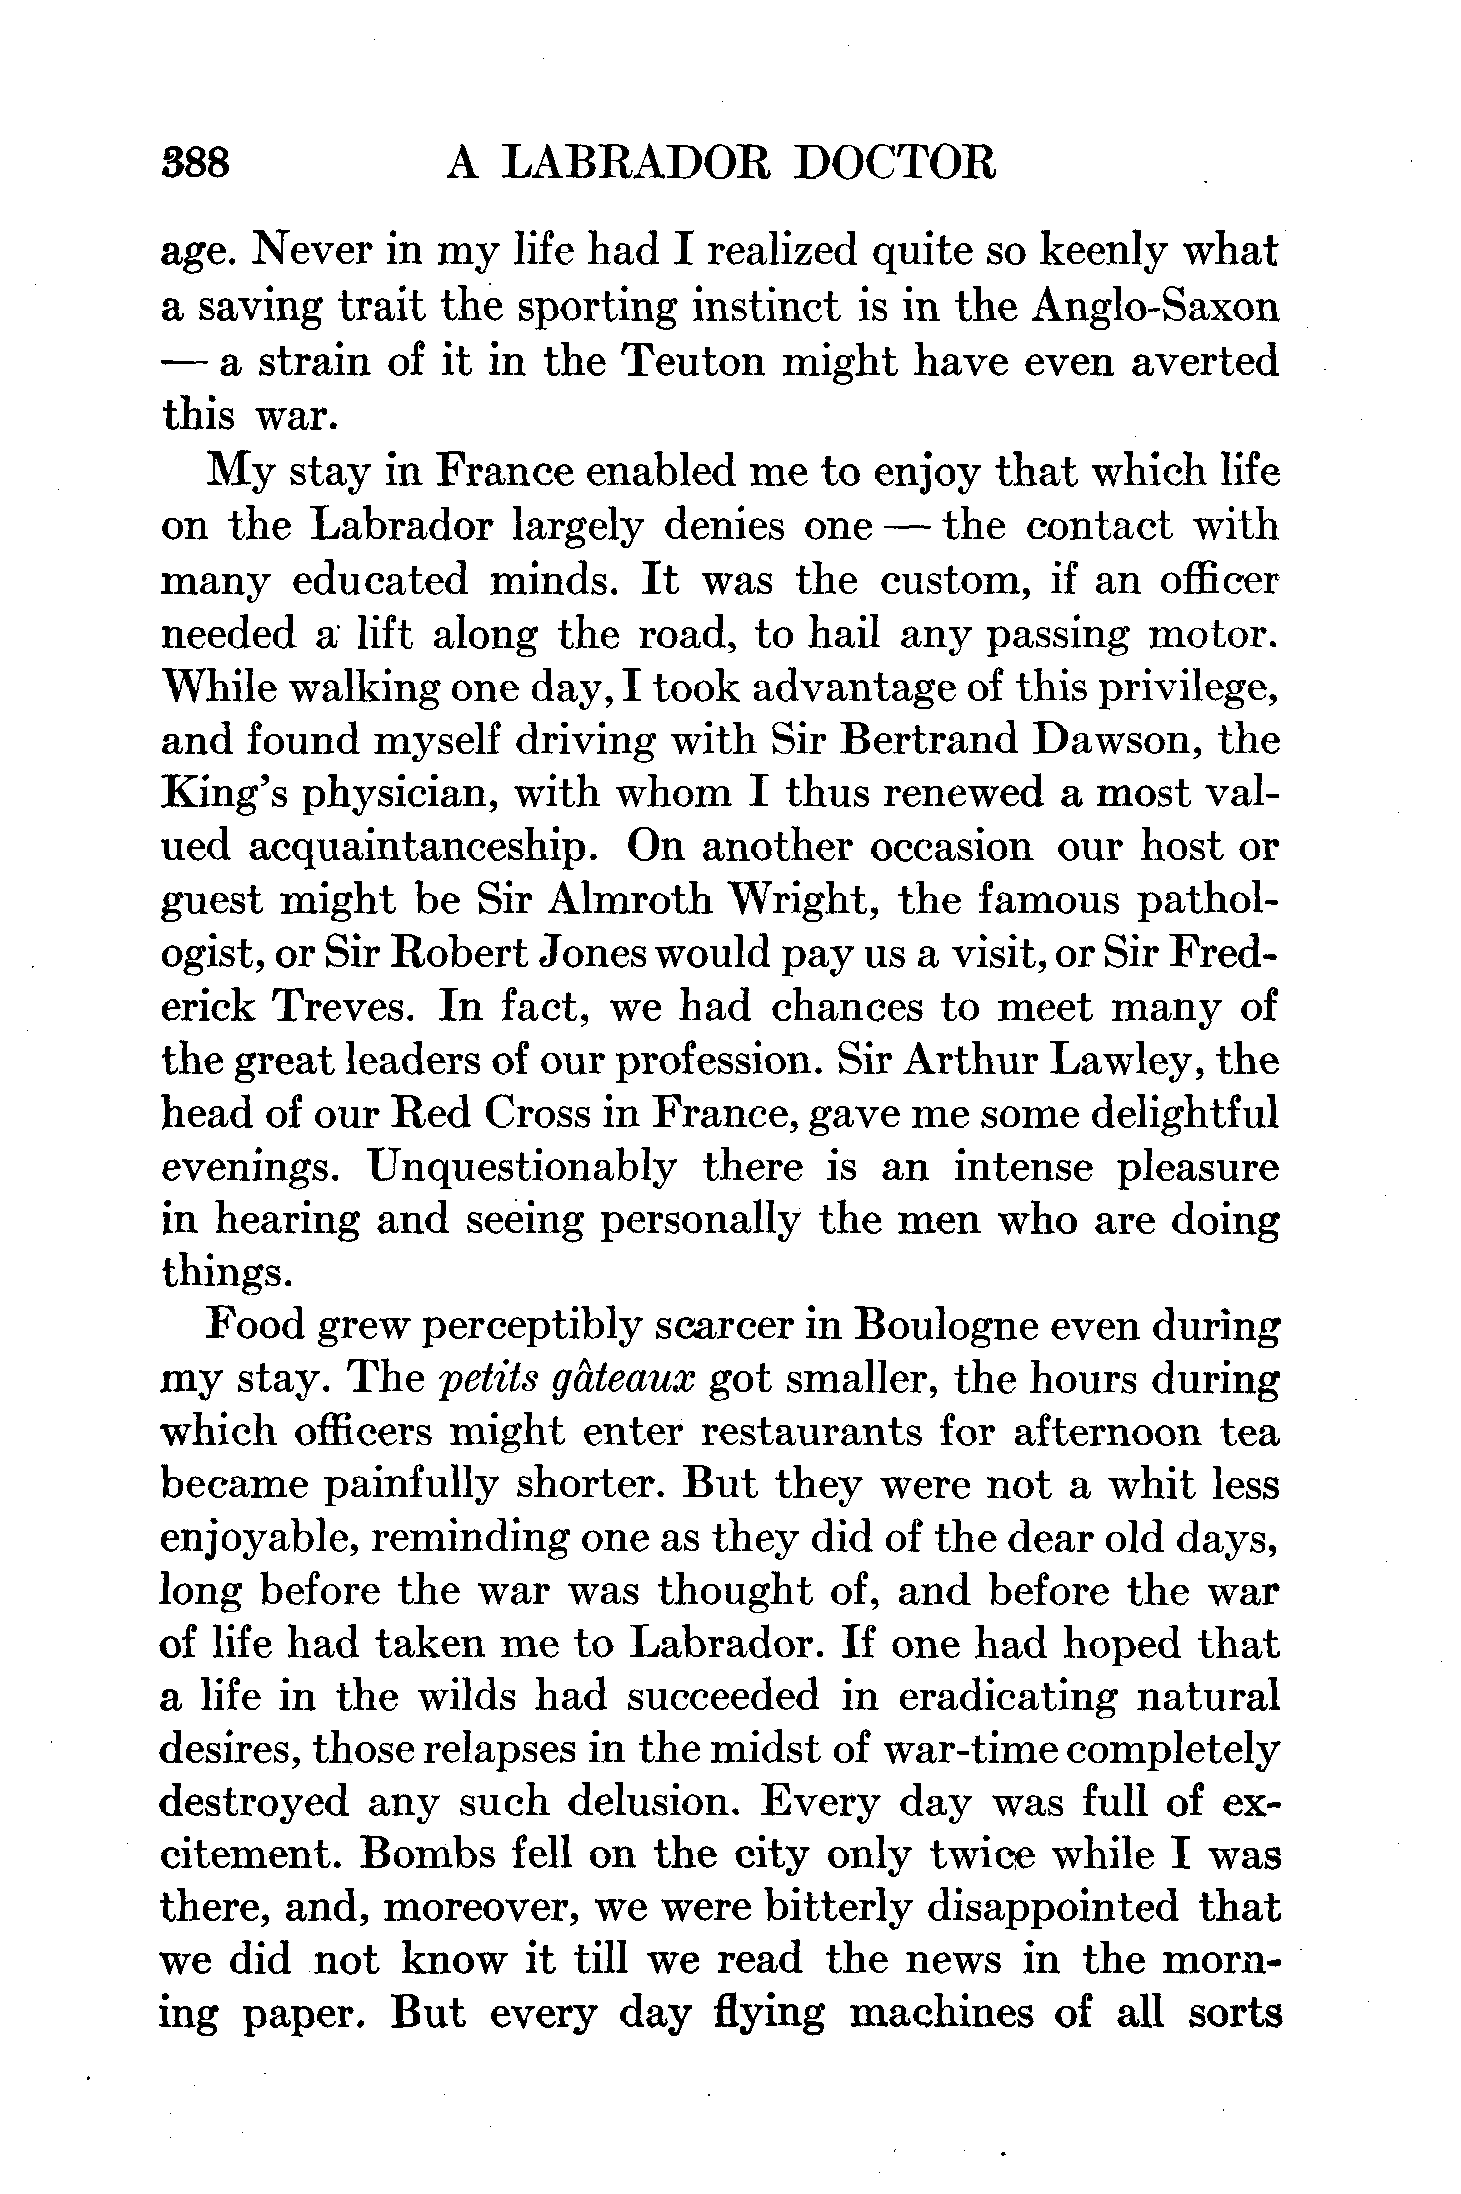 388 A LABRADOR DOCTOR
age. Never in my life had I realized quite so keenly what
a saving trait the sporting instinct is in the Anglo-Saxon
— a strain of it in the Teuton might have even averted
this war.
My stay in France enabled me to enjoy that which life
on the Labrador largely denies one — the contact with
many educated minds. It was the custom, if an officer
needed a lift along the road, to hail any passing motor.
While walking one day, I took advantage of this privilege,
and found myself driving with Sir Bertrand Dawson, the
King's physician, with whom I thus renewed a most val-
ued acquaintanceship. On another occasion our host or
guest might be Sir Almroth Wright, the famous pathol-
ogist, or Sir Robert Jones would pay us a visit, or Sir Fred-
erick Treves. In fact, we had chances to meet many of
the great leaders of our profession. Sir Arthur Lawley, the
head of our Red Cross in France, gave me some delightful
evenings. Unquestionably there is an intense pleasure
in hearing and seeing personally the men who are doing
things.
Food grew perceptibly scarcer in Boulogne even during
my stay. The petits gâteaux got smaller, the hours during
which officers might enter restaurants for afternoon tea
became painfully shorter. But they were not a whit less
enjoyable, reminding one as they did of the dear old days,
long before the war was thought of, and before the war
of life had taken me to Labrador. If one had hoped that
a life in the wilds had succeeded in eradicating natural
desires, those relapses in the midst of war-time completely
destroyed any such delusion. Every day was full of ex-
citement. Bombs fell on the city only twice while I was
there, and, moreover, we were bitterly disappointed that
we did not know it till we read the news in the morn-
ing paper. But every day flying machines of all sorts